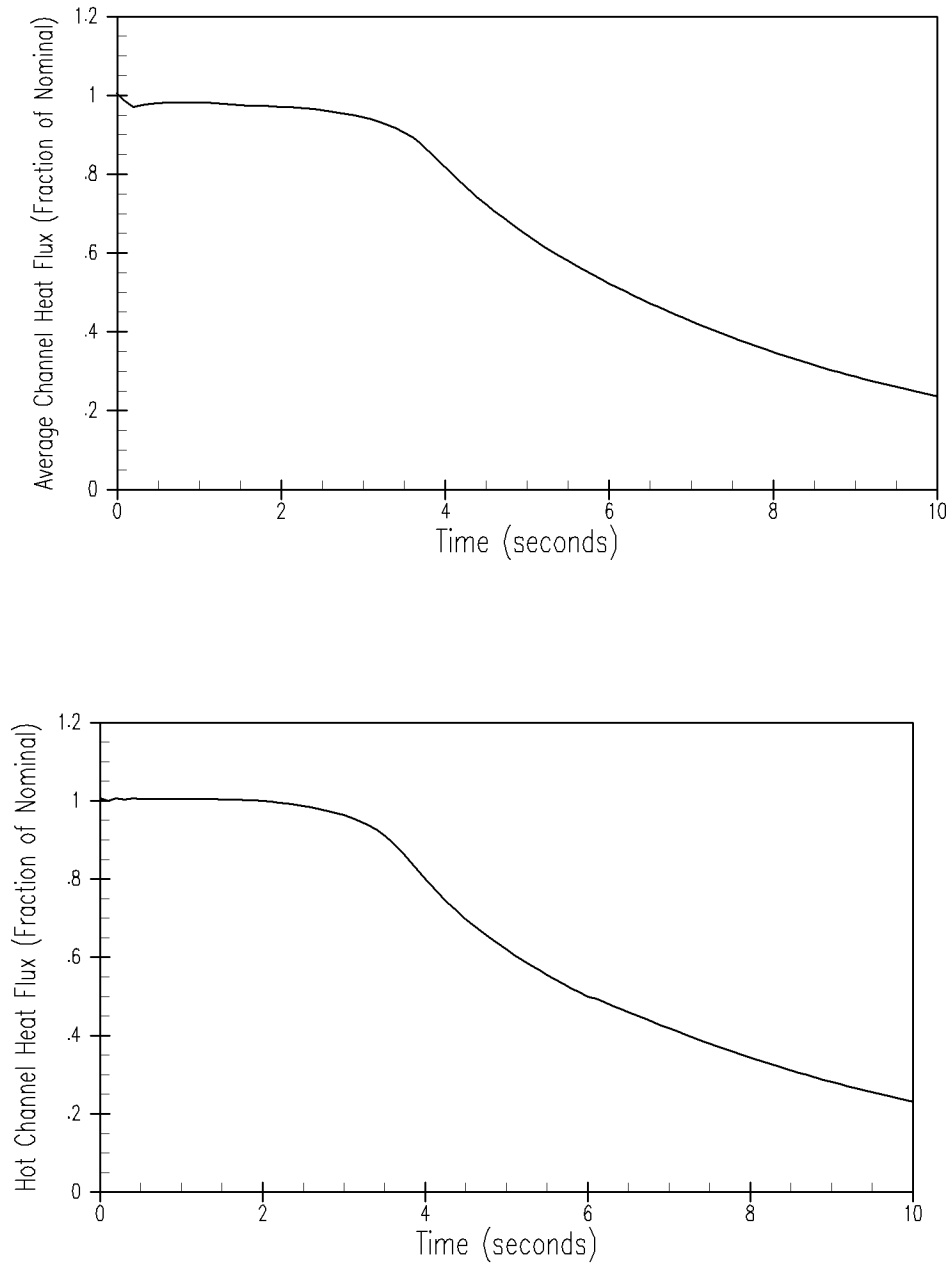 Average Channel Heat Flux (Fraction of Nominal)
1.2
1
.8
.6
.4
.2
0
0 2 4 6 8 10
Time (seconds)
Hot Channel Heat Flux (Fraction of Nominal)
1.2
1
.8
.6
.4
.2
0
0 2 4 6 8 10
Time (seconds)